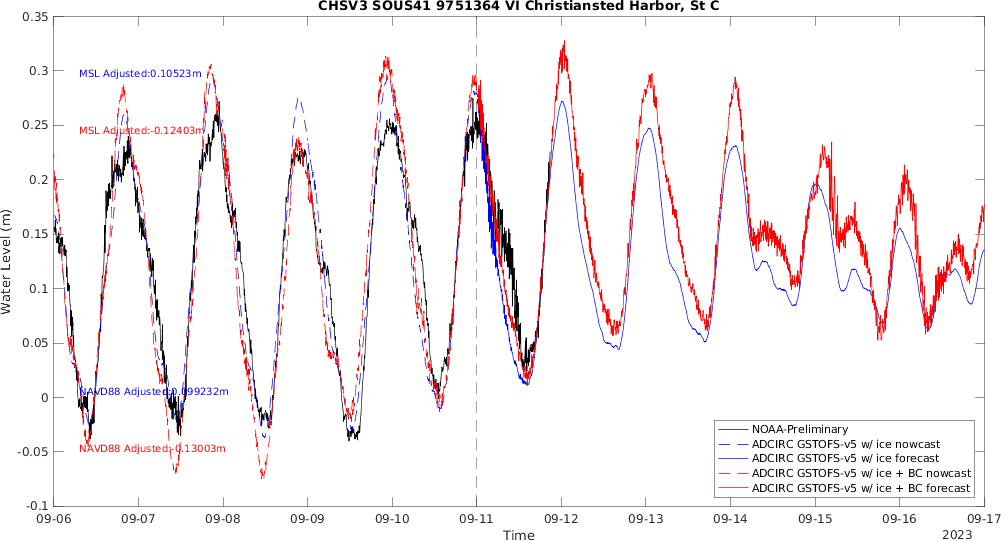 CHSV3 SOUS41 9751364 VI Christiansted Harbor, St C
0.35
0.3
0.25
0.2
0.15
0.1
0.05
0
-0.05
-0.1
Water Level (m)
MSL Adjusted:0.10523m
MSL Adjusted:-0.12403m
NAVD88 Adjusted:0.099232m
NAVD88 Adjusted:-0.13003m
NOAA-Preliminary
ADCIRC GSTOFS-v5 w/ ice nowcast
ADCIRC GSTOFS-v5 w/ ice forecast
ADCIRC GSTOFS-v5 w/ ice + BC nowcast
ADCIRC GSTOFS-v5 w/ ice + BC forecast
09-06 09-07 09-08 09-09 09-10 09-11 09-12 09-13 09-14 09-15 09-16 09-17
Time
2023